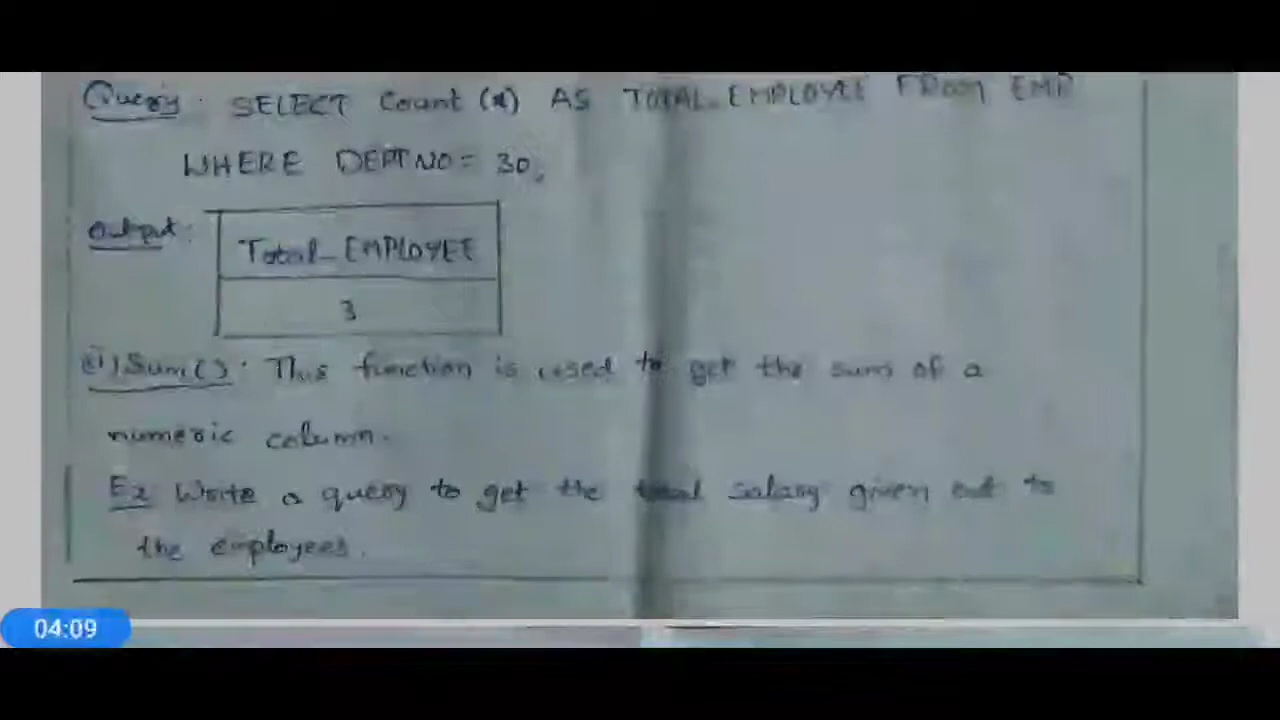 Query: SELECT Count (*) AS TOTAL_EMPLOYEE FROM EMP
WHERE DEPTNO = 30;
Output:
Total_EMPLOYEE
3
ii) Sum(): This function is used to get the sum of a
numeric column.
Ex Write a query to get the total salary given out to
the employees.
04:09